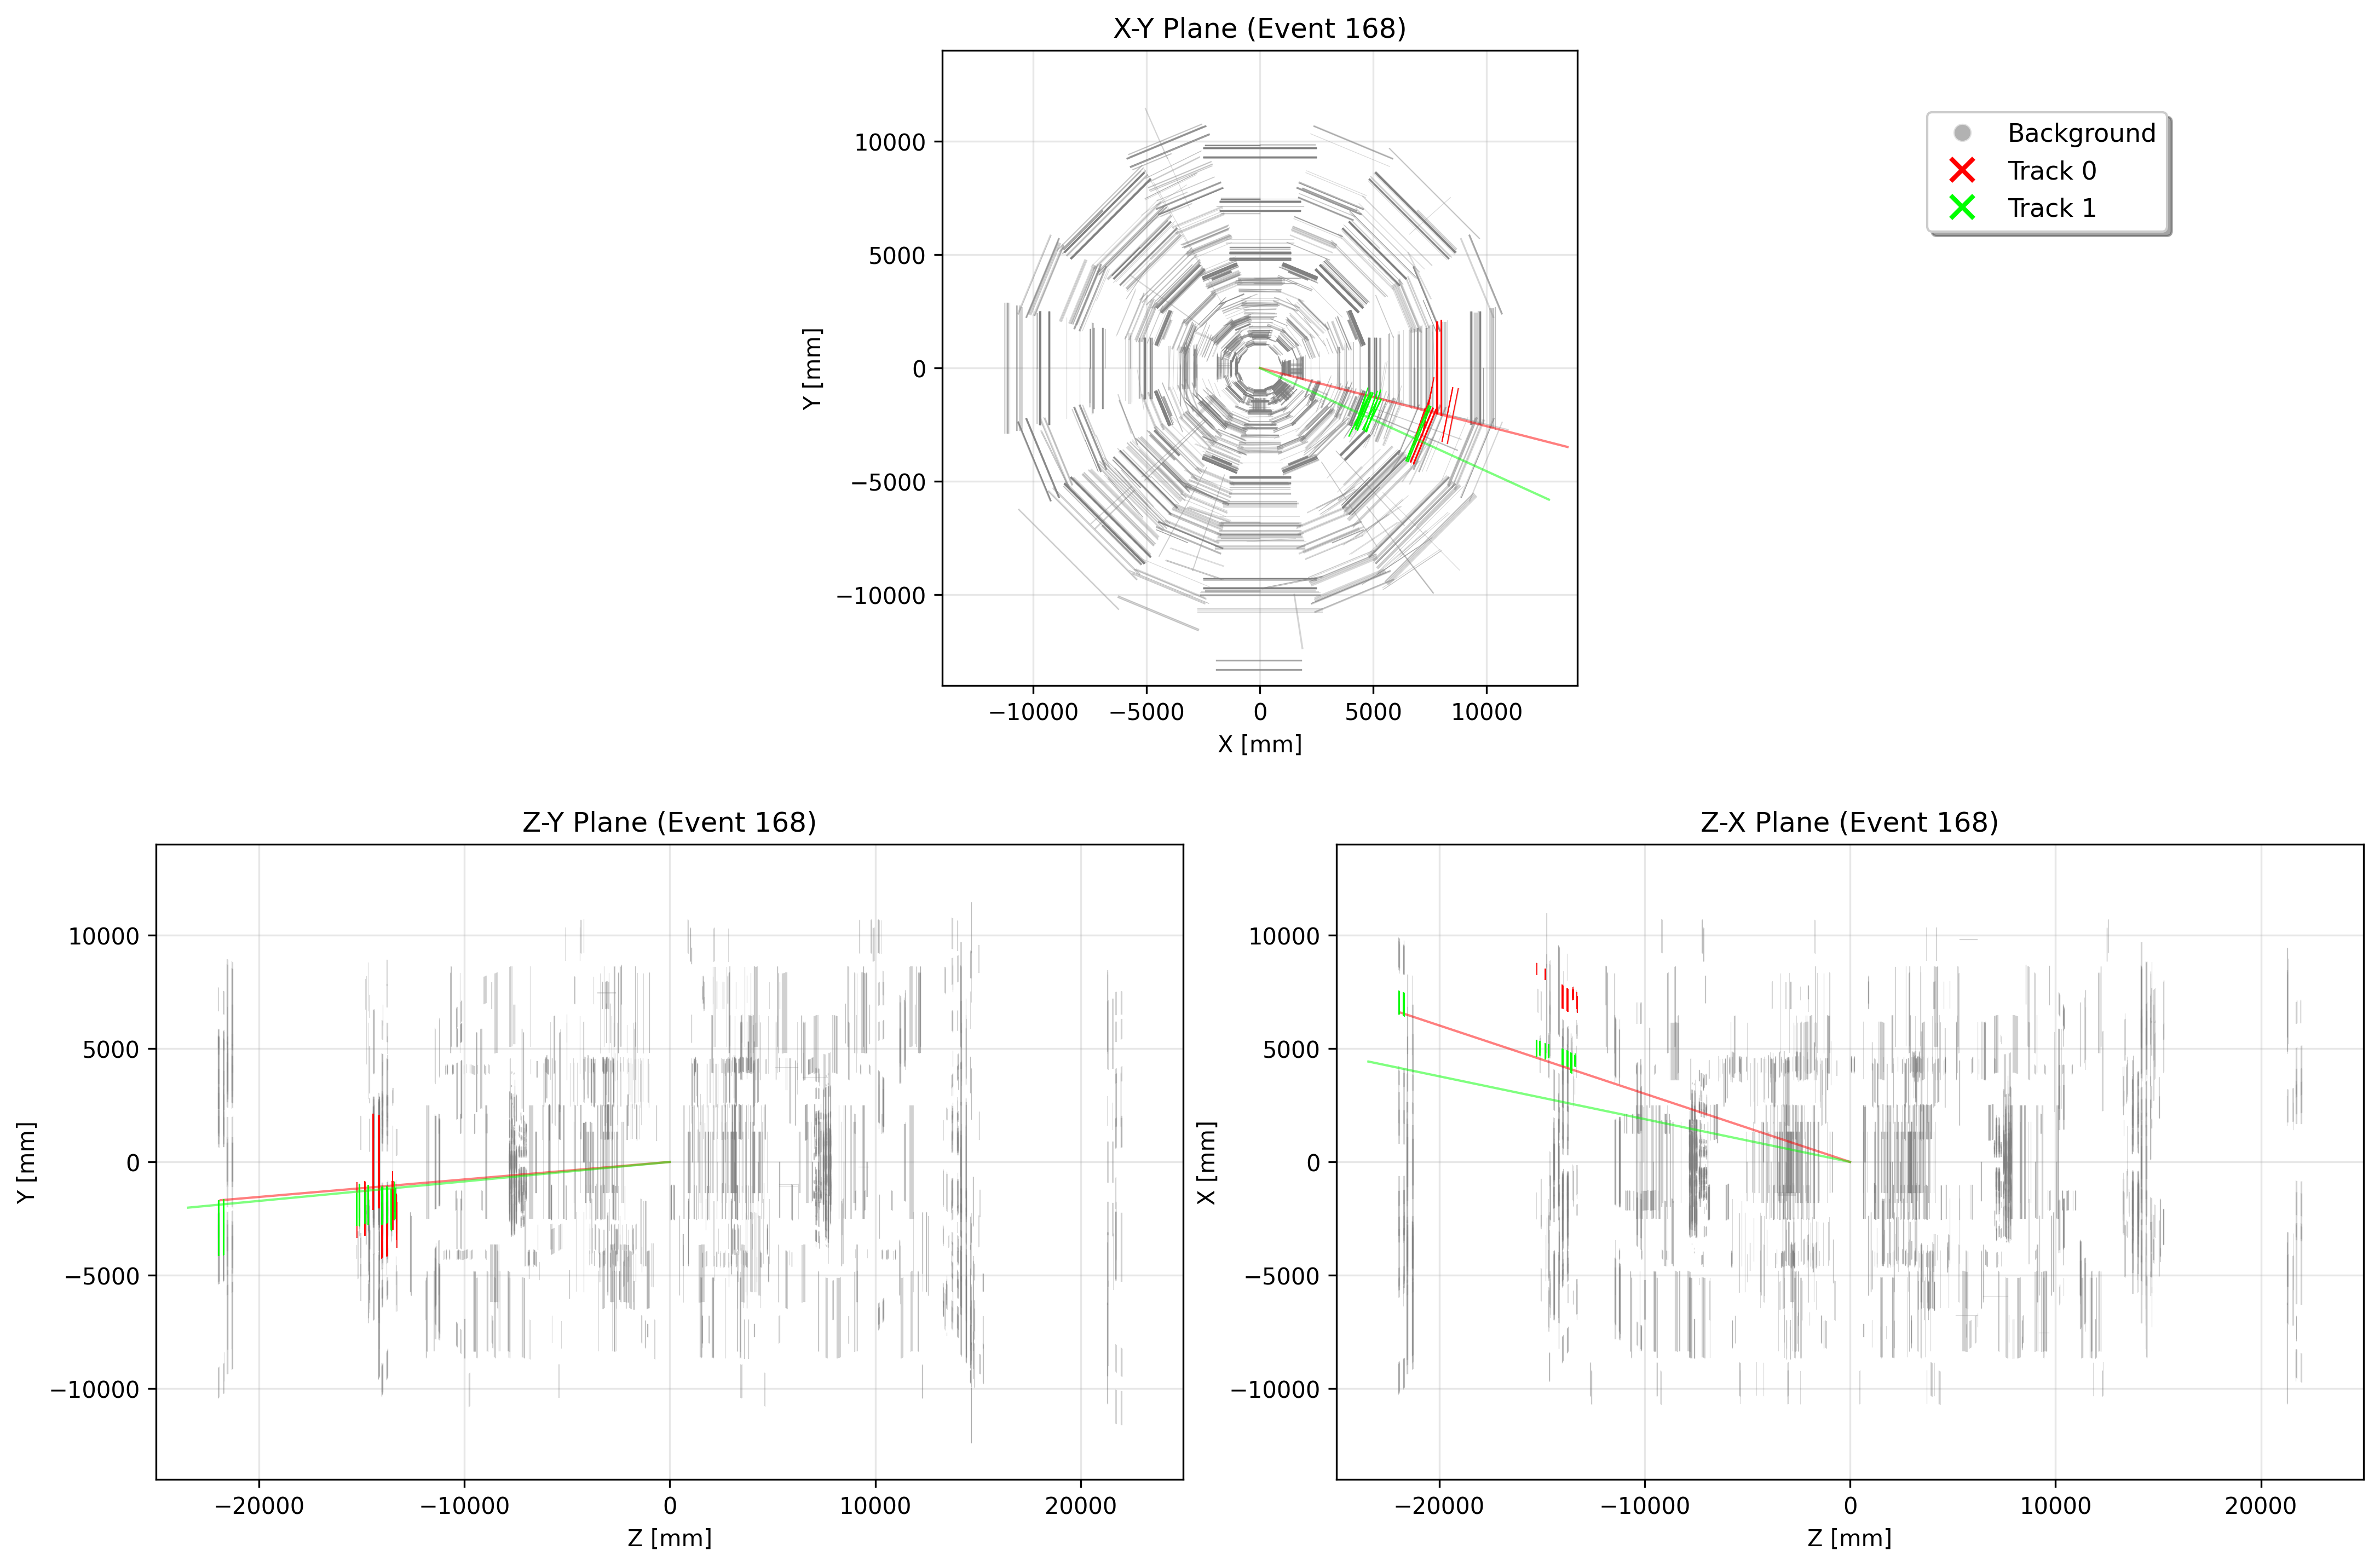 X-Y Plane (Event 168)
10000
5000
0
−5000
−10000
Y [mm]
−10000 −5000 0 5000 10000
X [mm]
Background
Track 0
Track 1
Z-Y Plane (Event 168)
10000
5000
0
−5000
−10000
Y [mm]
−20000 −10000 0 10000 20000
Z [mm]
Z-X Plane (Event 168)
10000
5000
0
−5000
−10000
X [mm]
−20000 −10000 0 10000 20000
Z [mm]